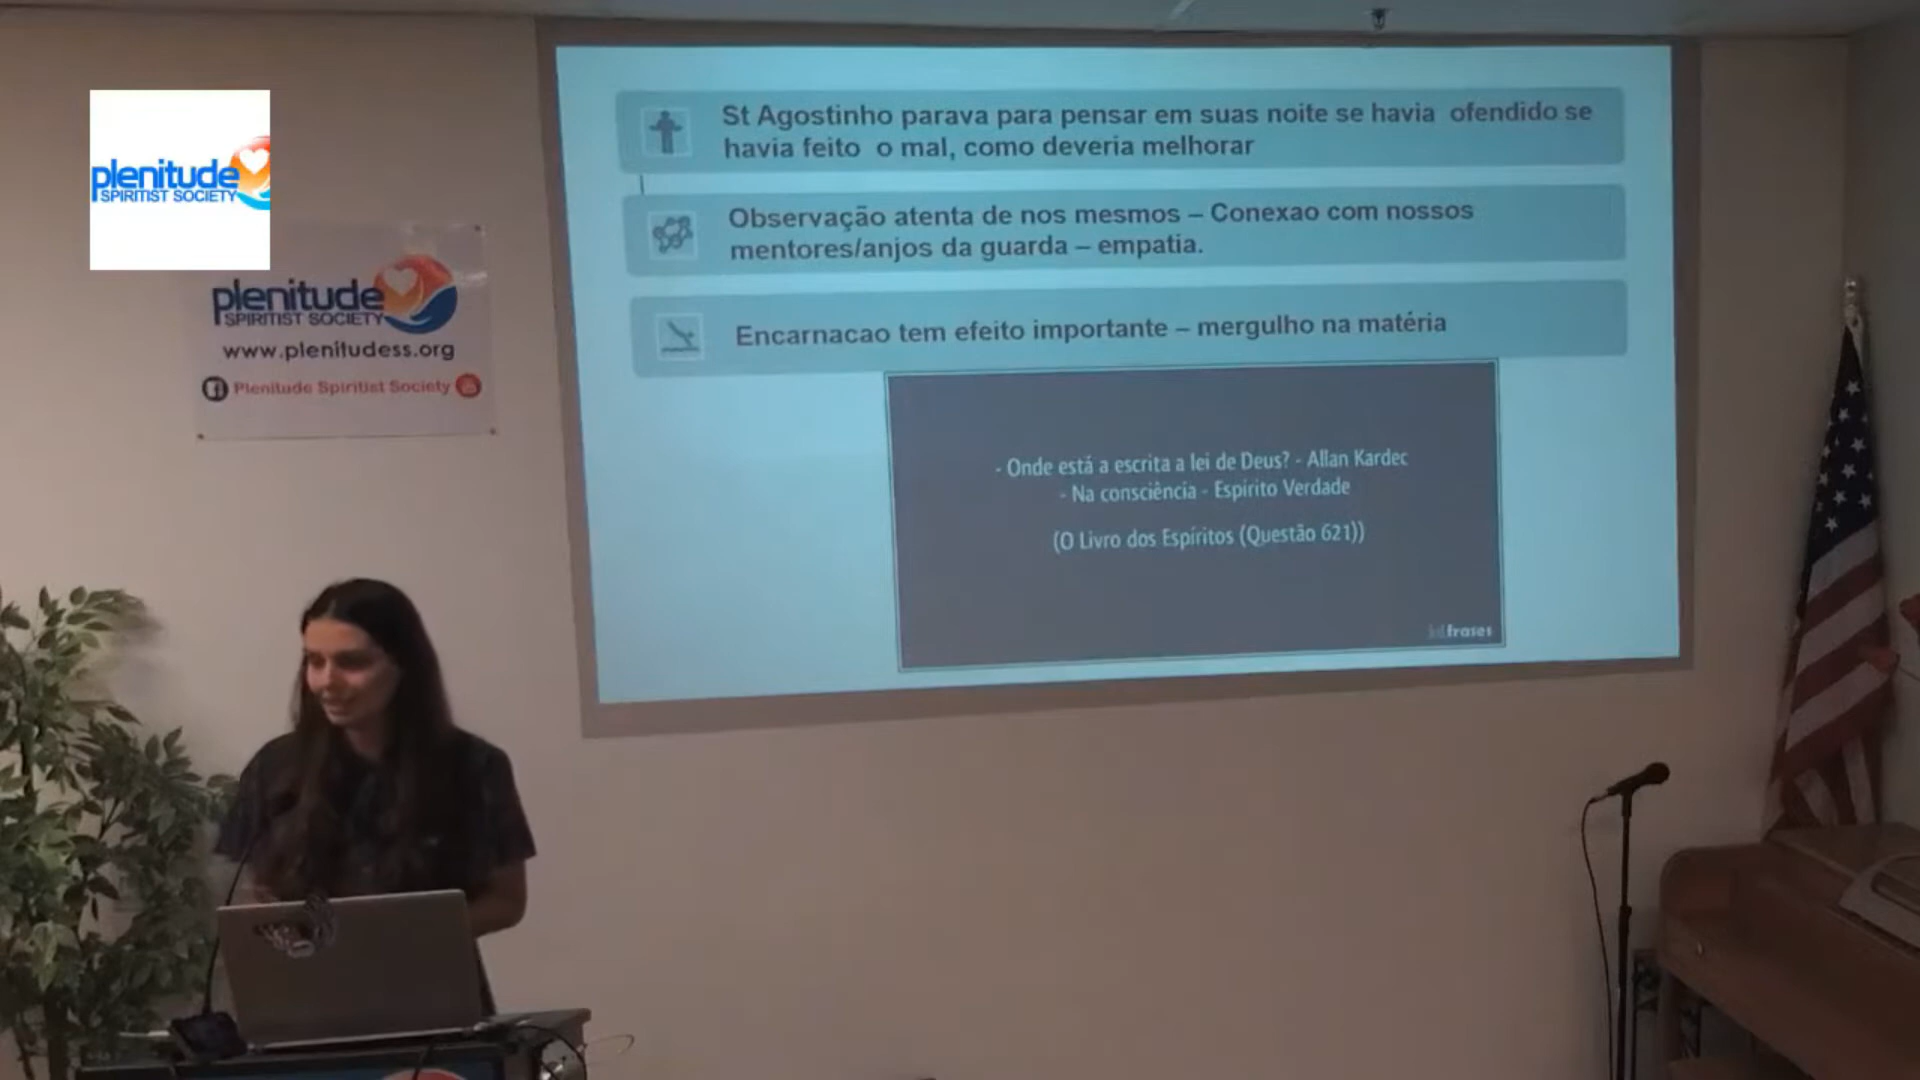 plenitude
SPIRITIST SOCIETY
plenitude
SPIRITIST SOCIETY
www.plenitudess.org
Plenitude Spiritist Society
St Agostinho parava para pensar em suas noite se havia ofendido se
havia feito o mal, como deveria melhorar
Observação atenta de nos mesmos – Conexao com nossos
mentores/anjos da guarda – empatia.
Encarnacao tem efeito importante – mergulho na matéria
- Onde está a escrita a lei de Deus? - Allan Kardec
- Na consciência - Espirito Verdade
(O Livro dos Espíritos (Questão 621))
frases